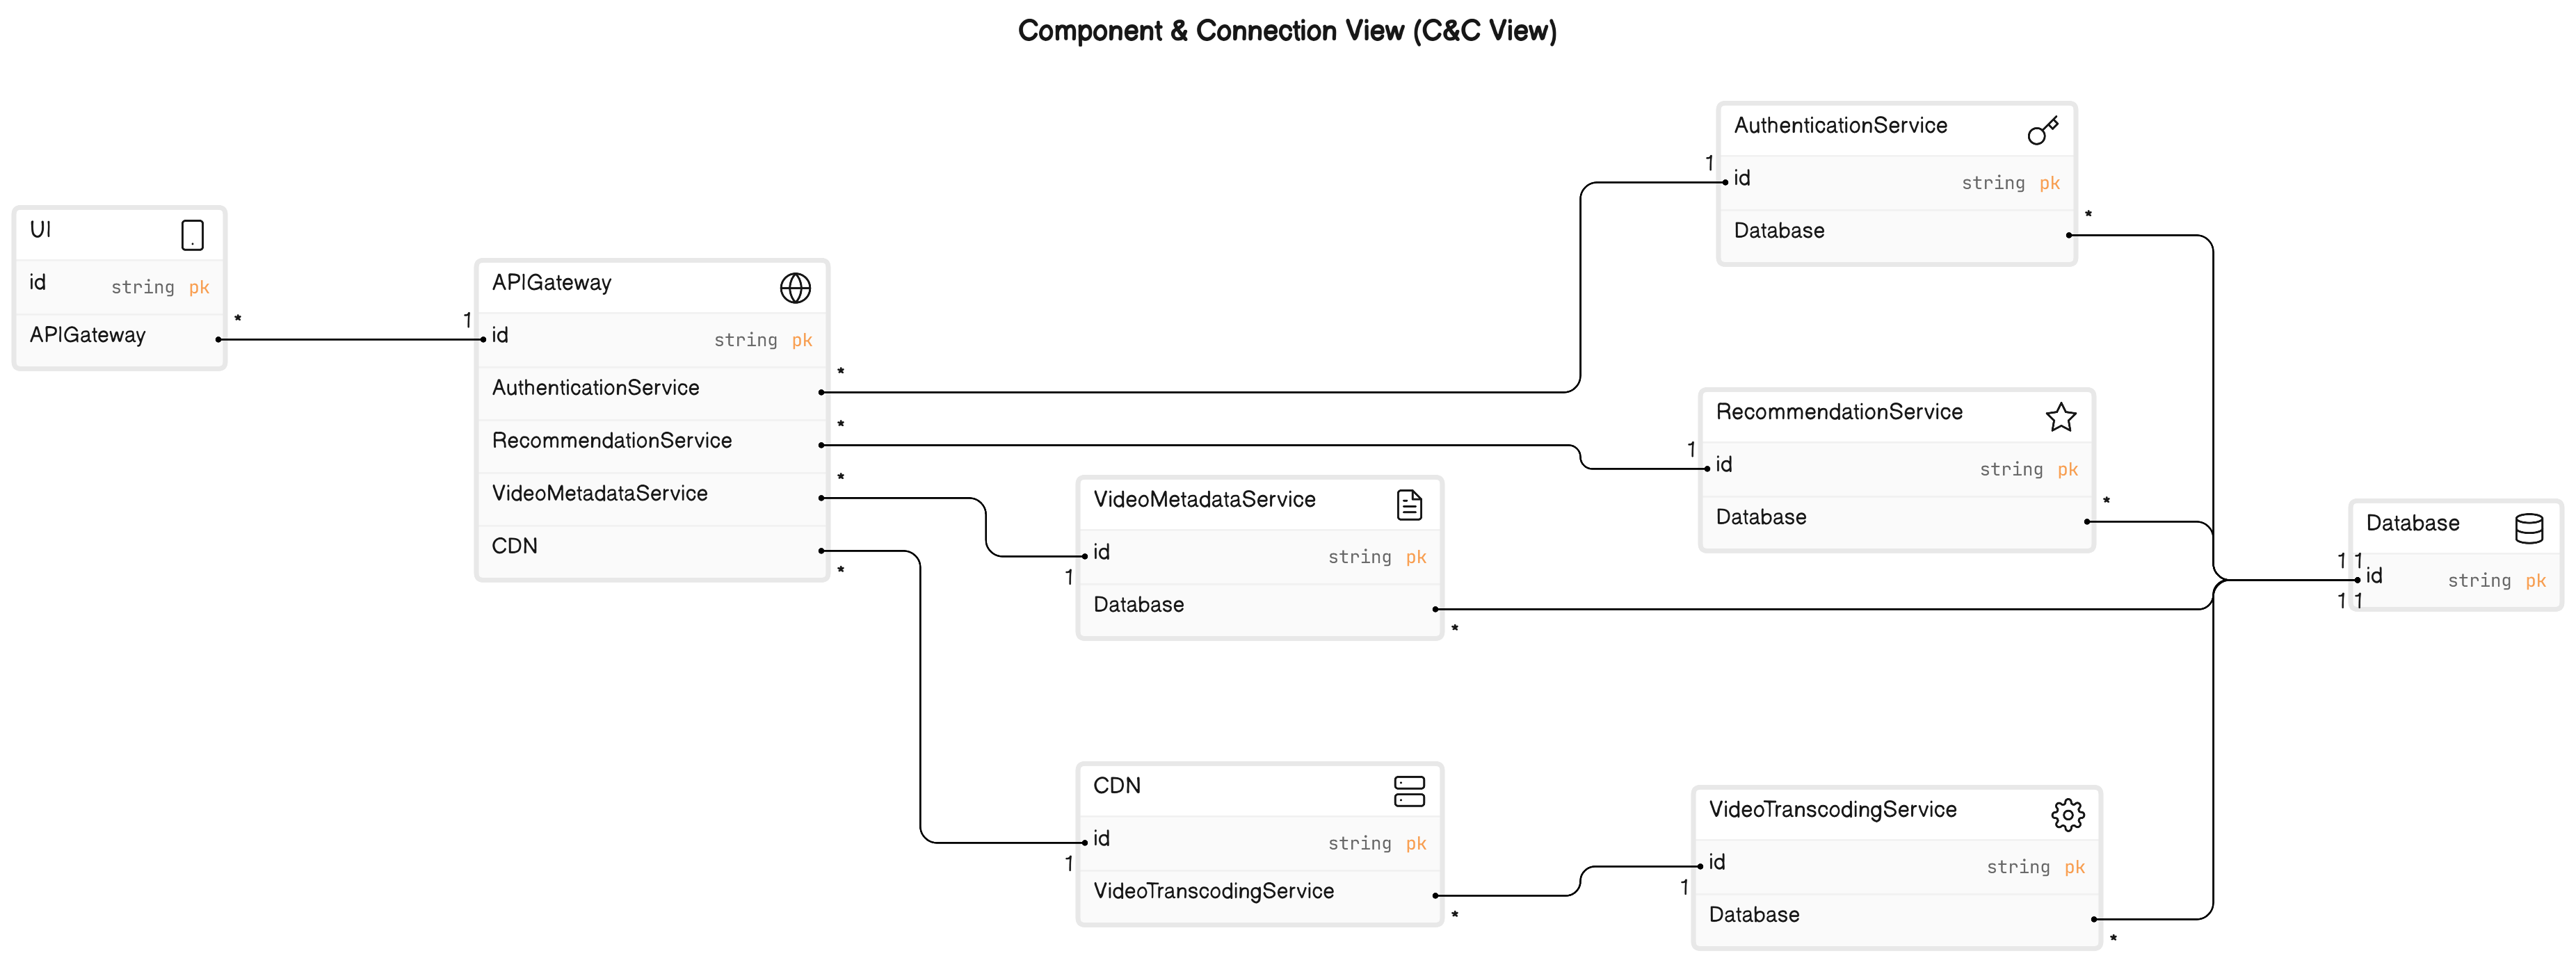 Component & Connection View (C&C View)
UI
id string pk
APIGateway
*
1
APIGateway
id string pk
AuthenticationService
*
RecommendationService
*
VideoMetadataService
*
CDN
*
1
AuthenticationService
id string pk
Database
*
1
RecommendationService
id string pk
Database
*
VideoMetadataService
id string pk
1
Database
*
CDN
id string pk
1
VideoTranscodingService
*
VideoTranscodingService
id string pk
1
Database
*
Database
1 1
id string pk
1 1